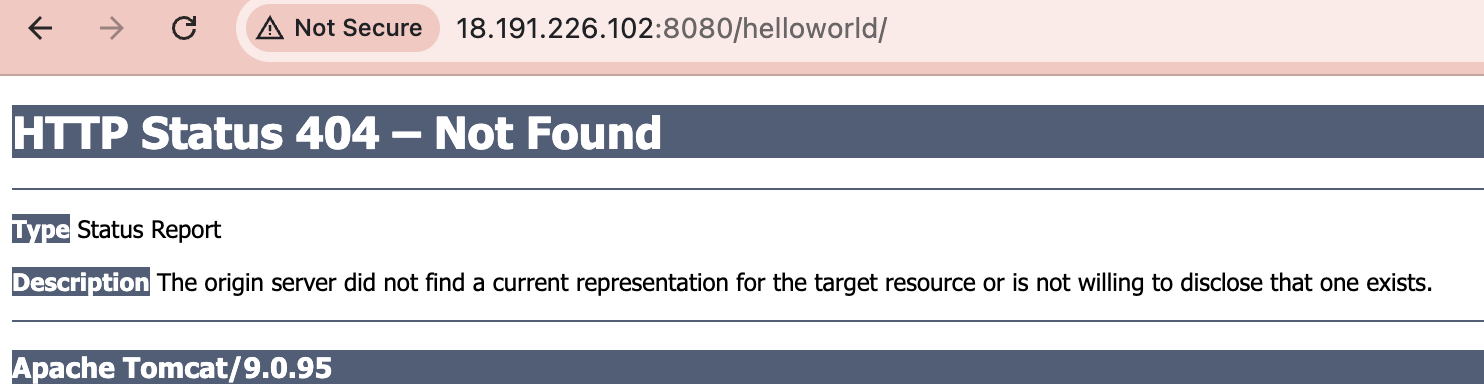 Not Secure 18.191.226.102:8080/helloworld/
HTTP Status 404 – Not Found
Type Status Report
Description The origin server did not find a current representation for the target resource or is not willing to disclose that one exists.
Apache Tomcat/9.0.95